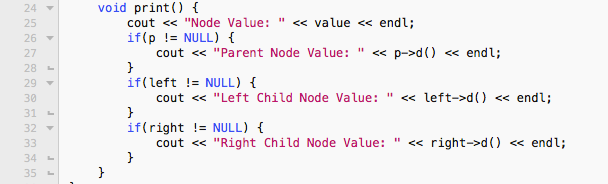 24 void print() {
25 cout << "Node Value: " << value << endl;
26 if(p != NULL) {
27 cout << "Parent Node Value: " << p->d() << endl;
28 }
29 if(left != NULL) {
30 cout << "Left Child Node Value: " << left->d() << endl;
31 }
32 if(right != NULL) {
33 cout << "Right Child Node Value: " << right->d() << endl;
34 }
35 }